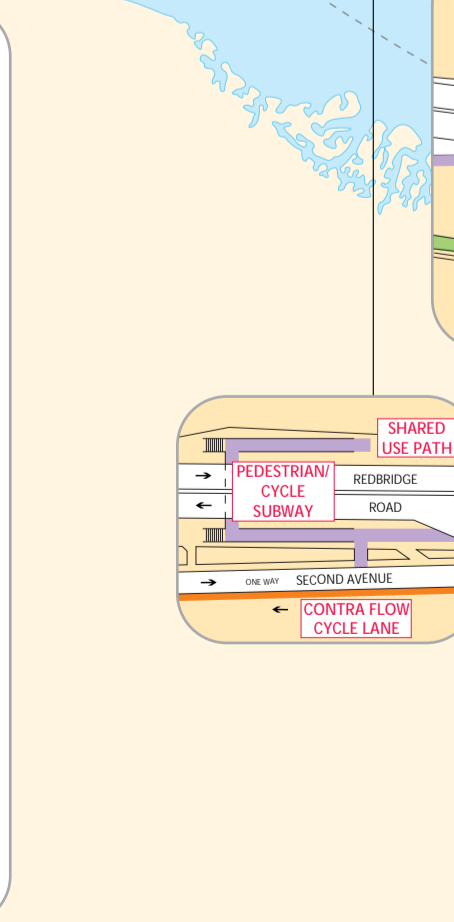 SHARED
USE PATH
PEDESTRIAN/
CYCLE
SUBWAY
REDBRIDGE
ROAD
ONE WAY SECOND AVENUE
CONTRA FLOW
CYCLE LANE